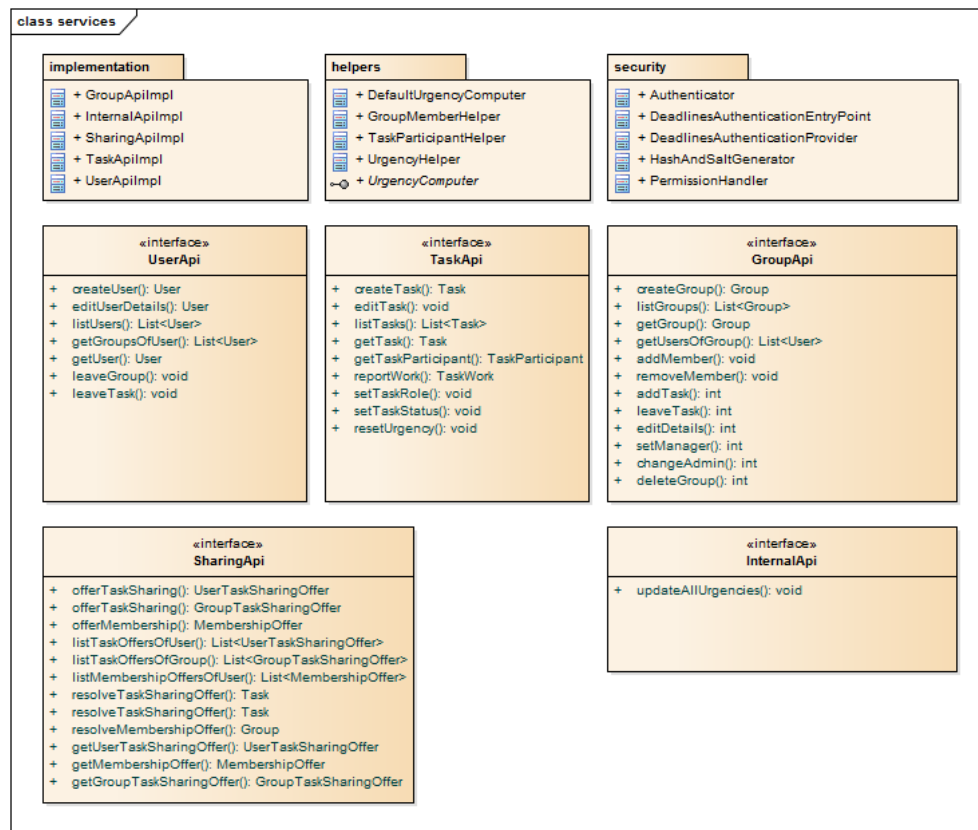 class services
implementation
+ GroupApiImpl
+ InternalApiImpl
+ SharingApiImpl
+ TaskApiImpl
+ UserApiImpl
helpers
+ DefaultUrgencyComputer
+ GroupMemberHelper
+ TaskParticipantHelper
+ UrgencyHelper
+ UrgencyComputer
security
+ Authenticator
+ DeadlinesAuthenticationEntryPoint
+ DeadlinesAuthenticationProvider
+ HashAndSaltGenerator
+ PermissionHandler
«interface»
UserApi
+ createUser(): User
+ editUserDetails(): User
+ listUsers(): List<User>
+ getGroupsOfUser(): List<User>
+ getUser(): User
+ leaveGroup(): void
+ leaveTask(): void
«interface»
TaskApi
+ createTask(): Task
+ editTask(): void
+ listTasks(): List<Task>
+ getTask(): Task
+ getTaskParticipant(): TaskParticipant
+ reportWork(): TaskWork
+ setTaskRole(): void
+ setTaskStatus(): void
+ resetUrgency(): void
«interface»
GroupApi
+ createGroup(): Group
+ listGroups(): List<Group>
+ getGroup(): Group
+ getUsersOfGroup(): List<User>
+ addMember(): void
+ removeMember(): void
+ addTask(): int
+ leaveTask(): int
+ editDetails(): int
+ setManager(): int
+ changeAdmin(): int
+ deleteGroup(): int
«interface»
SharingApi
+ offerTaskSharing(): UserTaskSharingOffer
+ offerTaskSharing(): GroupTaskSharingOffer
+ offerMembership(): MembershipOffer
+ listTaskOffersOfUser(): List<UserTaskSharingOffer>
+ listTaskOffersOfGroup(): List<GroupTaskSharingOffer>
+ listMembershipOffersOfUser(): List<MembershipOffer>
+ resolveTaskSharingOffer(): Task
+ resolveTaskSharingOffer(): Task
+ resolveMembershipOffer(): Group
+ getUserTaskSharingOffer(): UserTaskSharingOffer
+ getMembershipOffer(): MembershipOffer
+ getGroupTaskSharingOffer(): GroupTaskSharingOffer
«interface»
InternalApi
+ updateAllUrgencies(): void